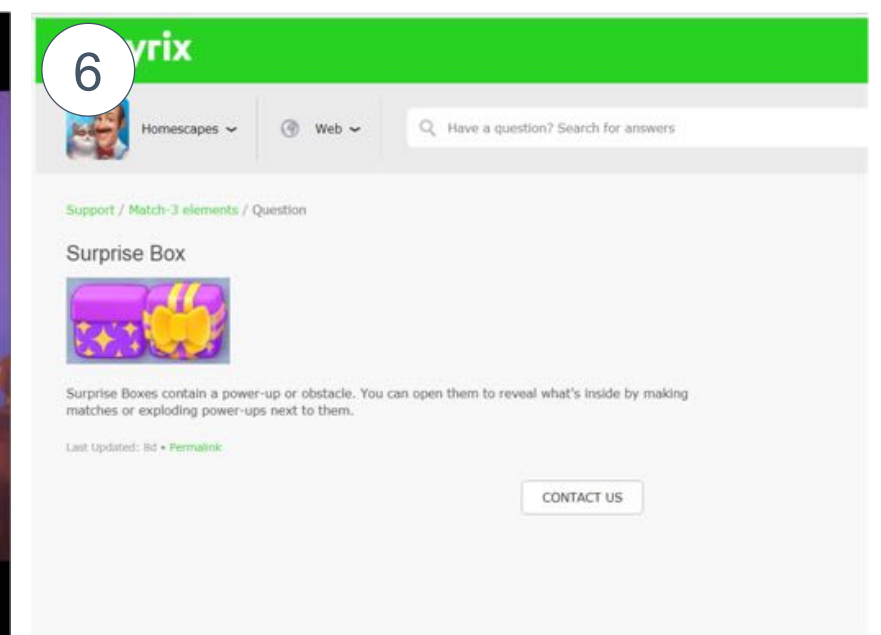 6
yrix
Homescapes
Web
Have a question? Search for answers
Support / Match-3 elements / Question
Surprise Box
Surprise Boxes contain a power-up or obstacle. You can open them to reveal what's inside by making
matches or exploding power-ups next to them.
Last Updated: 8d • Permalink
CONTACT US